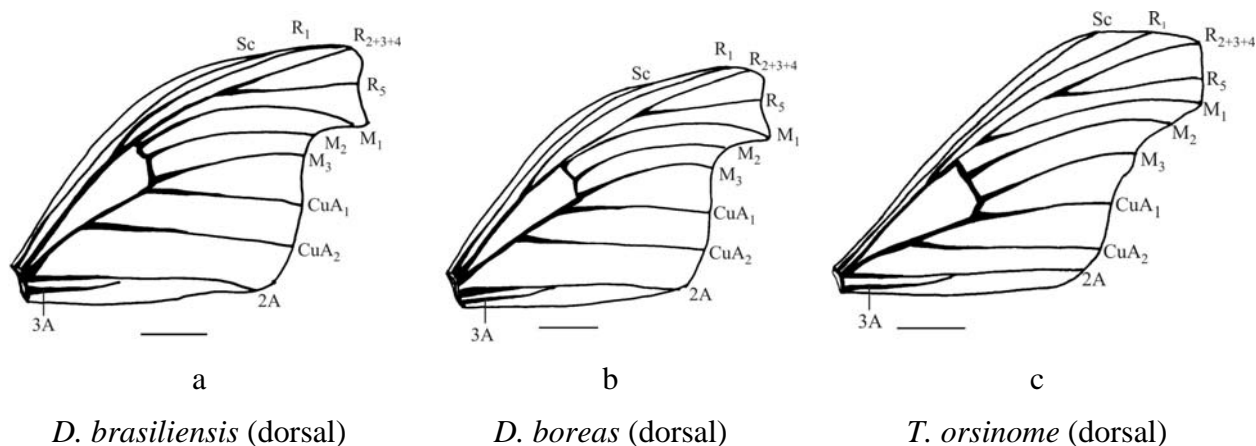 Sc R₁ R₂₊₃₊₄ R₅ M₁ M₂ M₃ CuA₁ CuA₂ 2A 3A
Sc R₁ R₂₊₃₊₄ R₅ M₁ M₂ M₃ CuA₁ CuA₂ 2A 3A
Sc R₁ R₂₊₃₊₄ R₅ M₁ M₂ M₃ CuA₁ CuA₂ 2A 3A
a b c
D. brasiliensis (dorsal) D. boreas (dorsal) T. orsinome (dorsal)